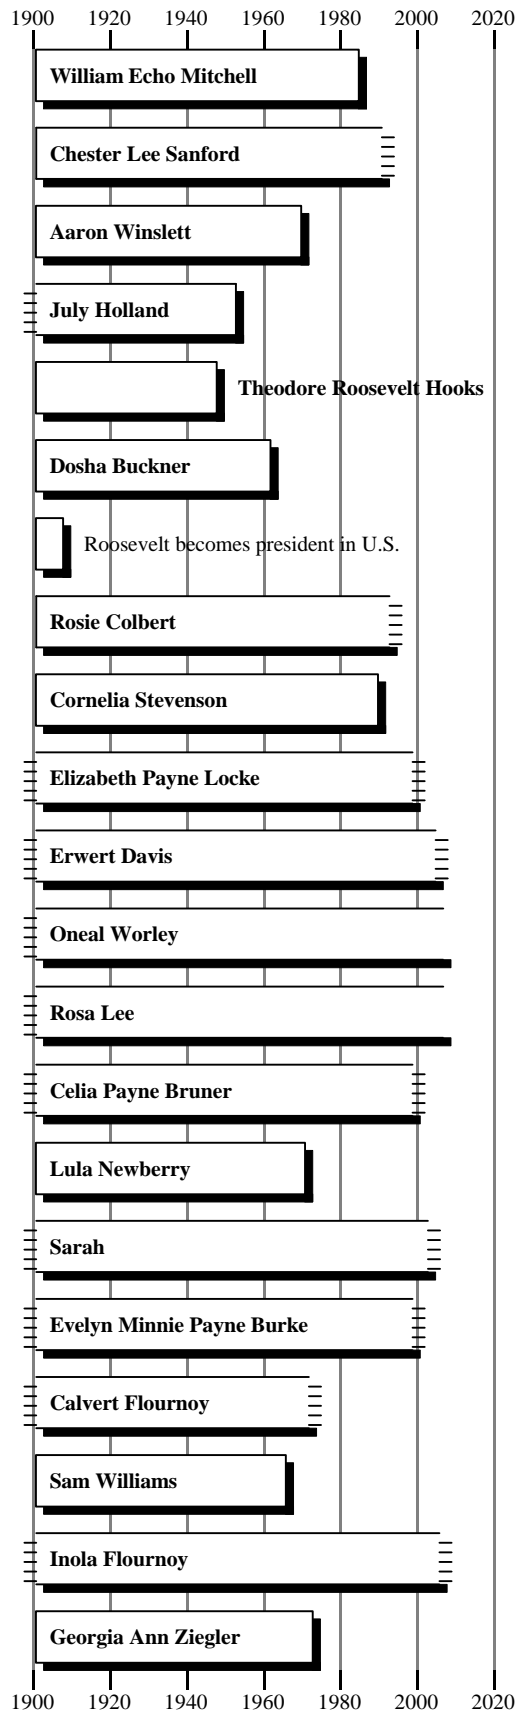 1900 1920 1940 1960 1980 2000 2020
William Echo Mitchell
Chester Lee Sanford
Aaron Winslett
July Holland
Theodore Roosevelt Hooks
Dosha Buckner
Roosevelt becomes president in U.S.
Rosie Colbert
Cornelia Stevenson
Elizabeth Payne Locke
Erwert Davis
Oneal Worley
Rosa Lee
Celia Payne Bruner
Lula Newberry
Sarah
Evelyn Minnie Payne Burke
Calvert Flournoy
Sam Williams
Inola Flournoy
Georgia Ann Ziegler
1900 1920 1940 1960 1980 2000 2020